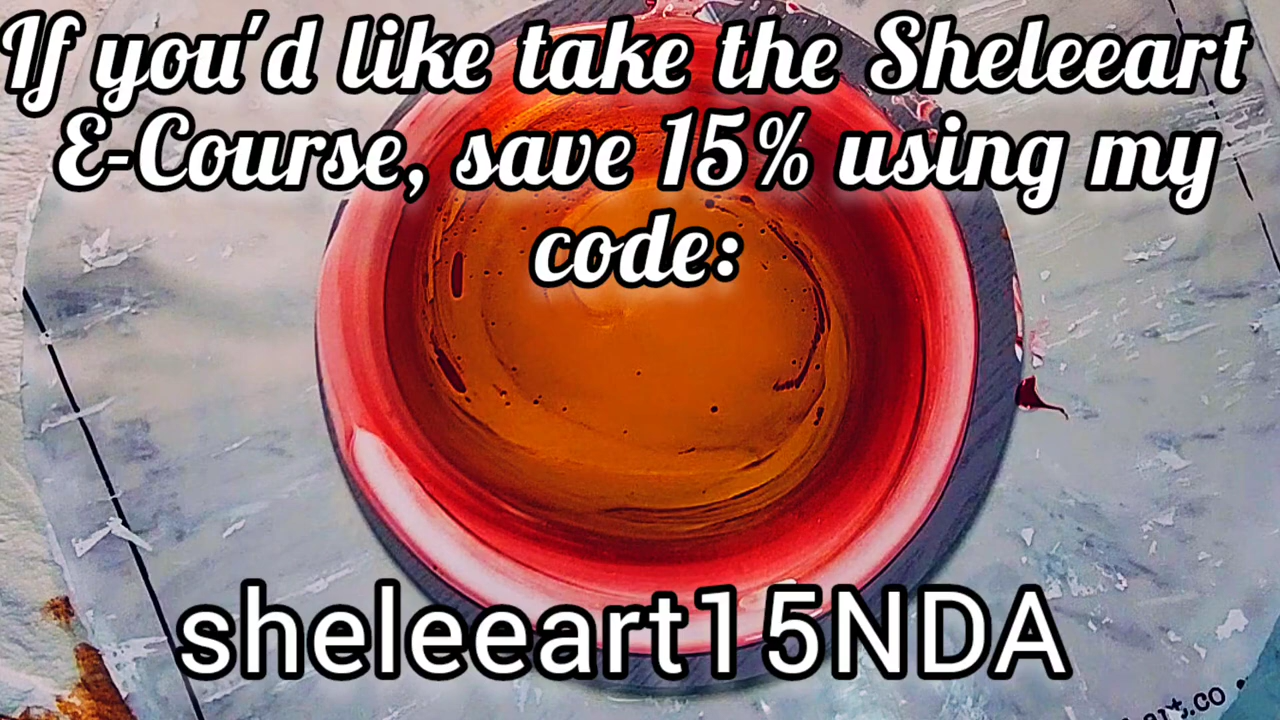 If you'd like take the Sheleeart
E-Course, save 15% using my
code:
sheleeart15NDA